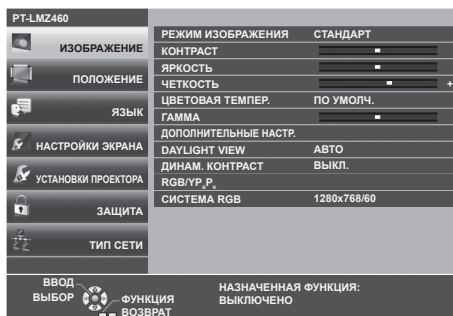 PT-LMZ460
ИЗОБРАЖЕНИЕ
ПОЛОЖЕНИЕ
ЯЗЫК
НАСТРОЙКИ ЭКРАНА
УСТАНОВКИ ПРОЕКТОРА
ЗАЩИТА
ТИП СЕТИ
РЕЖИМ ИЗОБРАЖЕНИЯ СТАНДАРТ
КОНТРАСТ
ЯРКОСТЬ
ЧЕТКОСТЬ +
ЦВЕТОВАЯ ТЕМПЕР. ПО УМОЛЧ.
ГАММА
ДОПОЛНИТЕЛЬНЫЕ НАСТР.
DAYLIGHT VIEW АВТО
ДИНАМ. КОНТРАСТ ВЫКЛ.
RGB/YPBPR
СИСТЕМА RGB 1280x768/60
ВВОД
ВЫБОР
ФУНКЦИЯ
ВОЗВРАТ
НАЗНАЧЕННАЯ ФУНКЦИЯ:
ВЫКЛЮЧЕНО